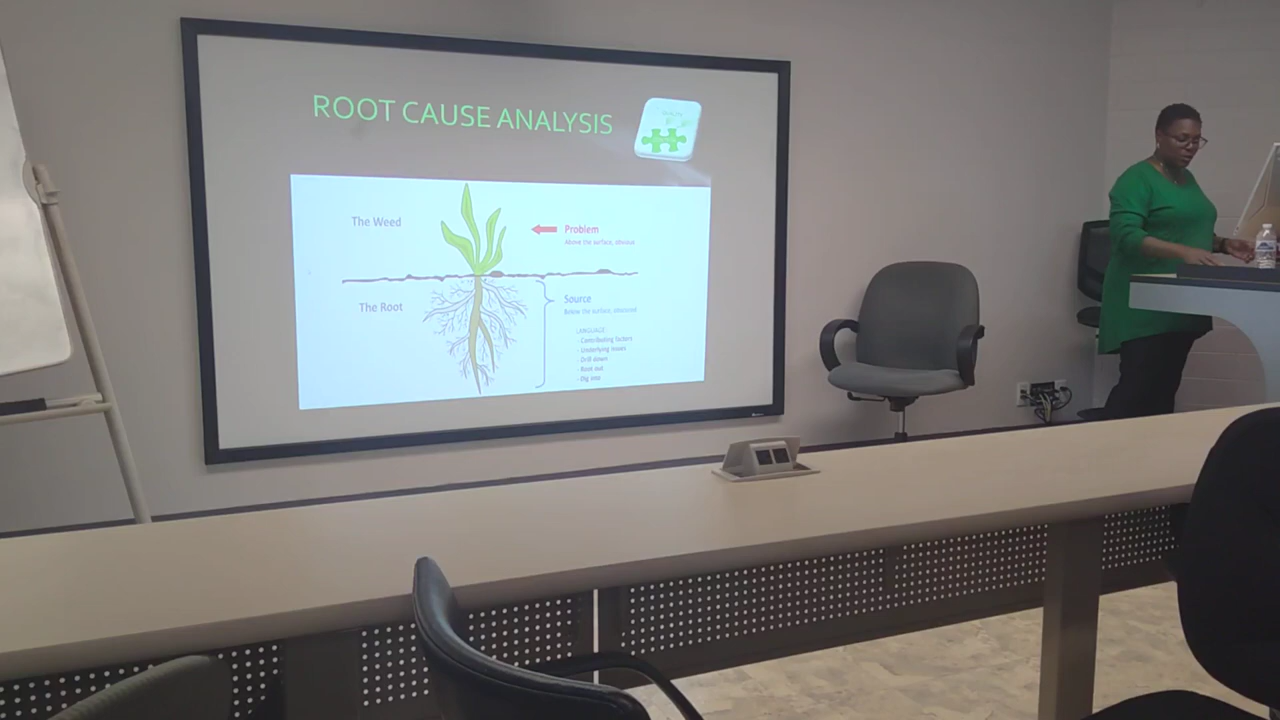 ROOT CAUSE ANALYSIS
The Weed
Problem
Above the surface, obvious
The Root
Source
Below the surface, obscured
LANGUAGE:
- Contributing factors
- Underlying issues
- Drill down
- Root out
- Dig into